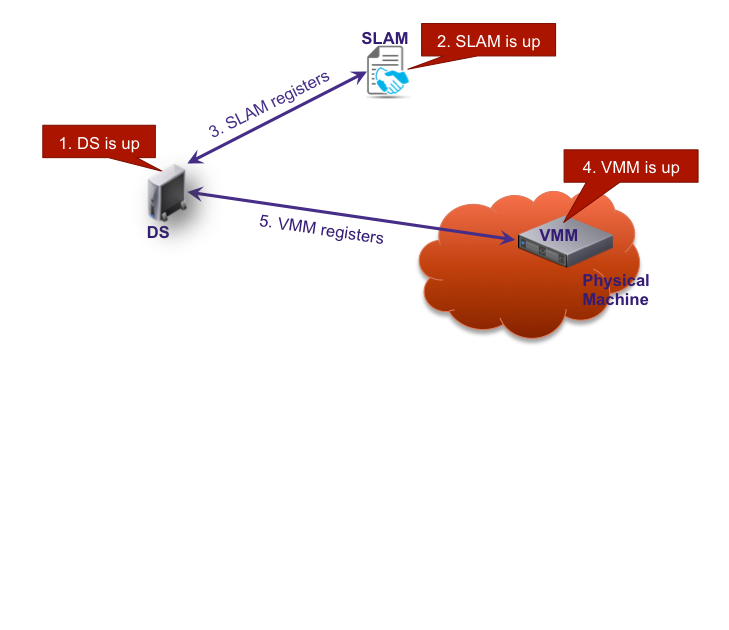 SLAM
2. SLAM is up
3. SLAM registers
1. DS is up
DS
4. VMM is up
5. VMM registers
VMM
Physical
Machine